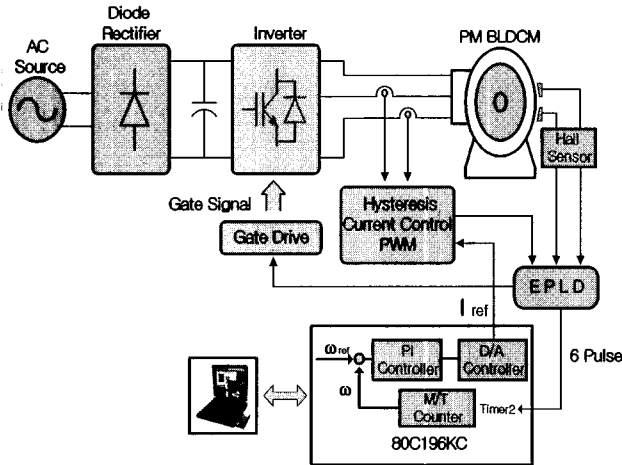 Diode
Rectifier
Inverter
PM BLDCM
AC
Source
Hall
Sensor
Gate Signal
Hysteresis
Current Control
PWM
Gate Drive
EPLD
I ref
6 Pulse
ω ref
PI
Controller
D/A
Controller
ω
M/T
Counter
Timer2
80C196KC